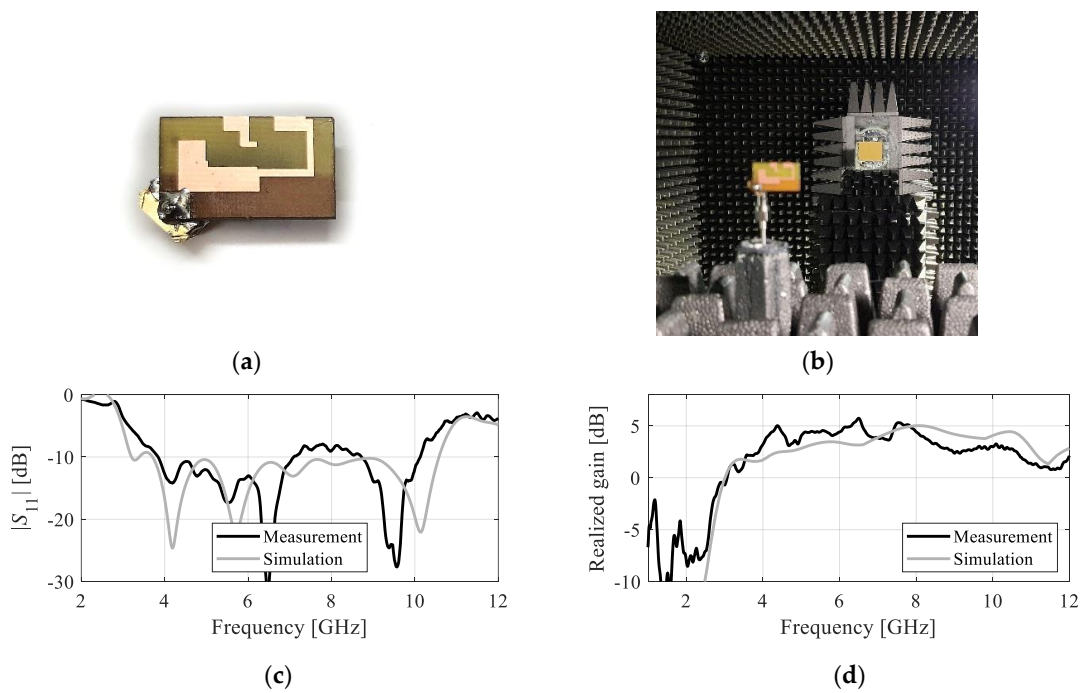 (a)
(b)
0
-10
-20
-30
|S11| [dB]
Measurement
Simulation
2
4
6
8
10
12
Frequency [GHz]
(c)
5
0
-5
-10
Realized gain [dB]
Measurement
Simulation
2
4
6
8
10
12
Frequency [GHz]
(d)